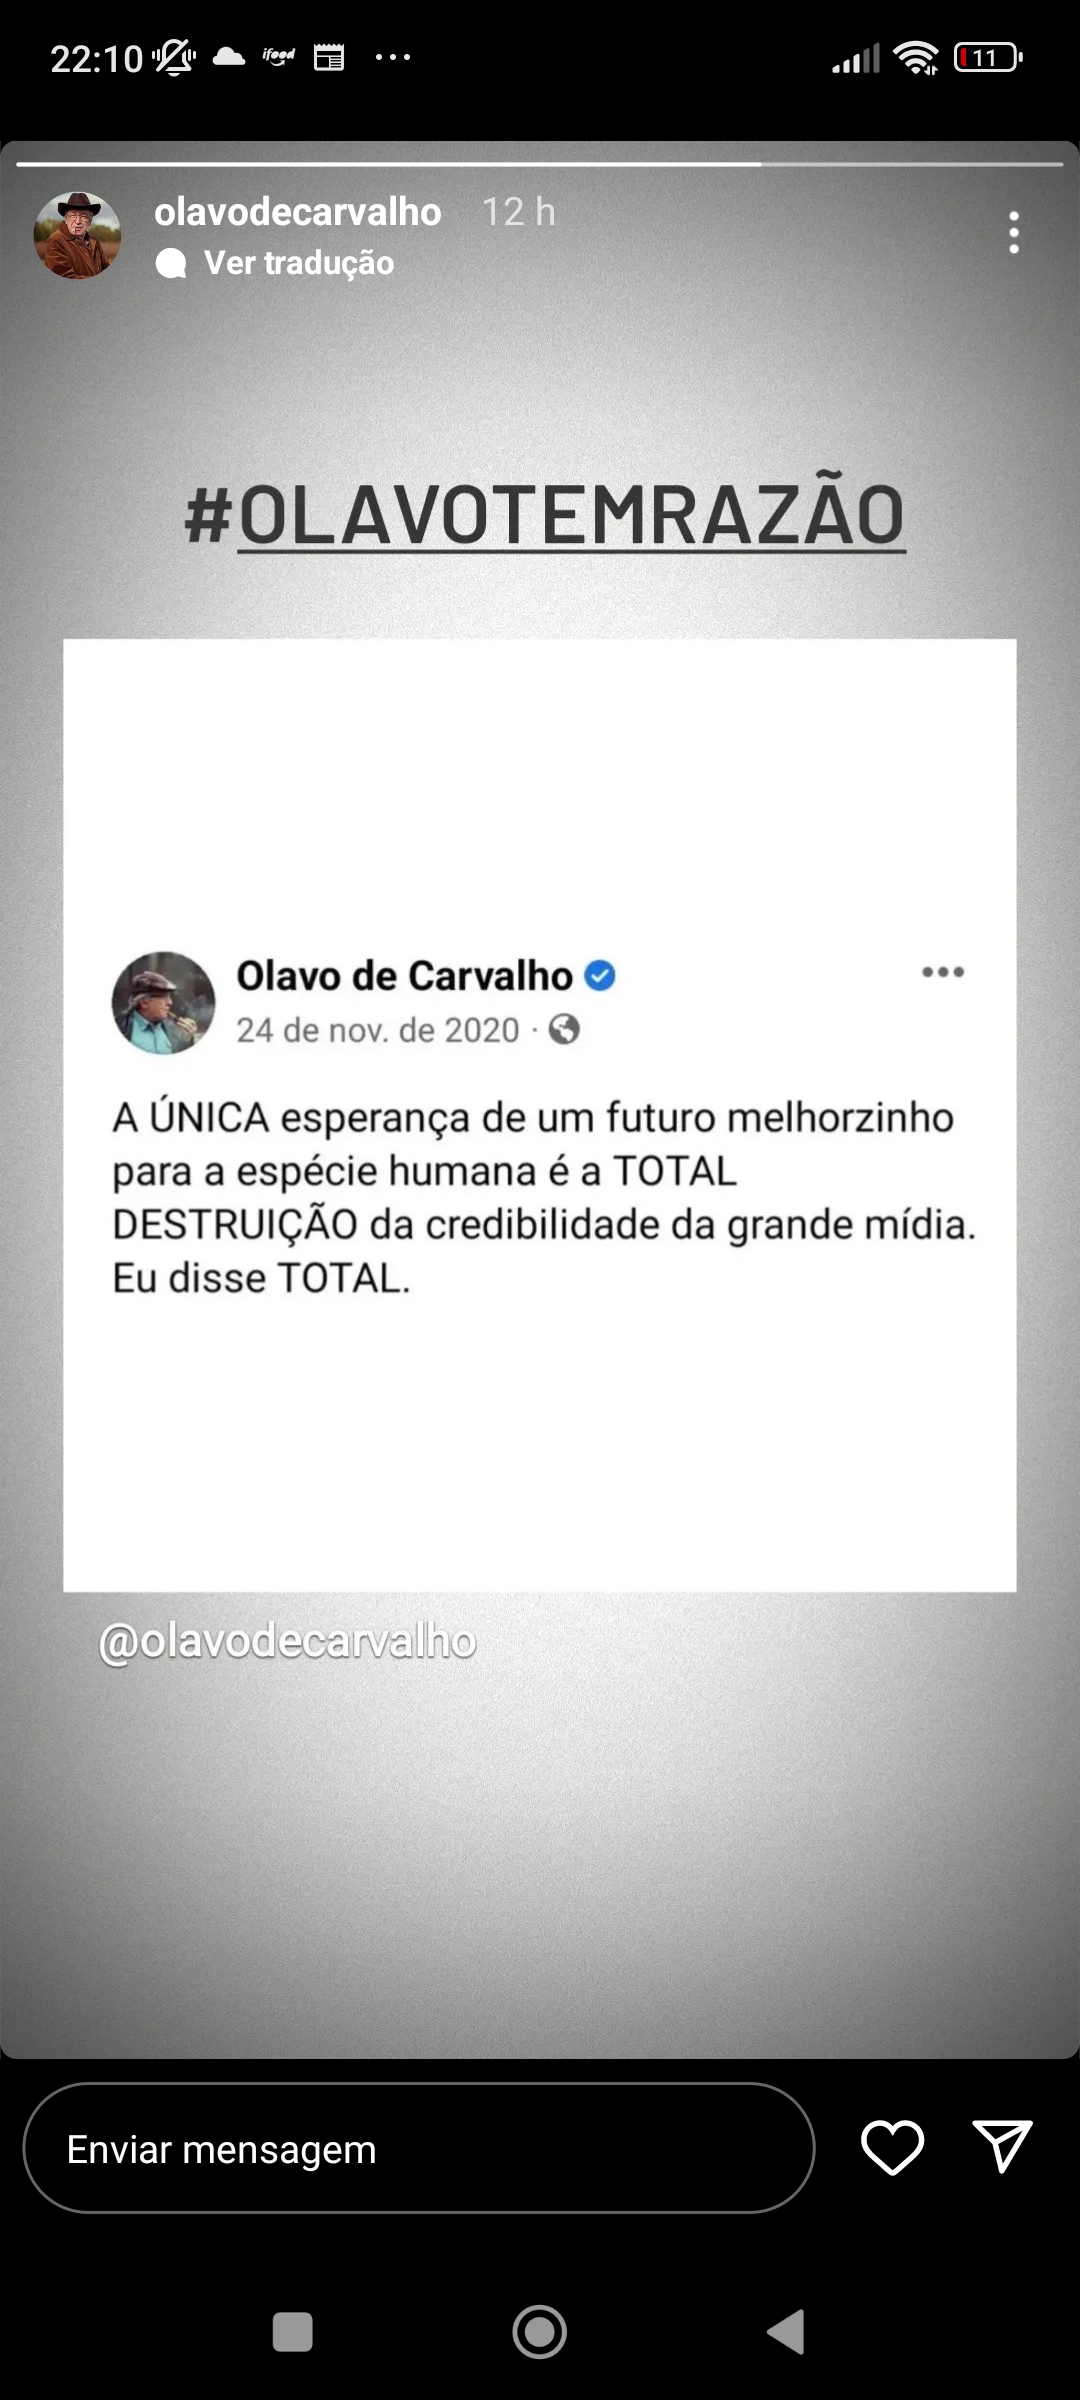 22:10 ifood 11
olavodecarvalho 12 h
Ver tradução
#OLAVOTEMRAZÃO
Olavo de Carvalho
24 de nov. de 2020 ·
A ÚNICA esperança de um futuro melhorzinho
para a espécie humana é a TOTAL
DESTRUIÇÃO da credibilidade da grande mídia.
Eu disse TOTAL.
@olavodecarvalho
Enviar mensagem